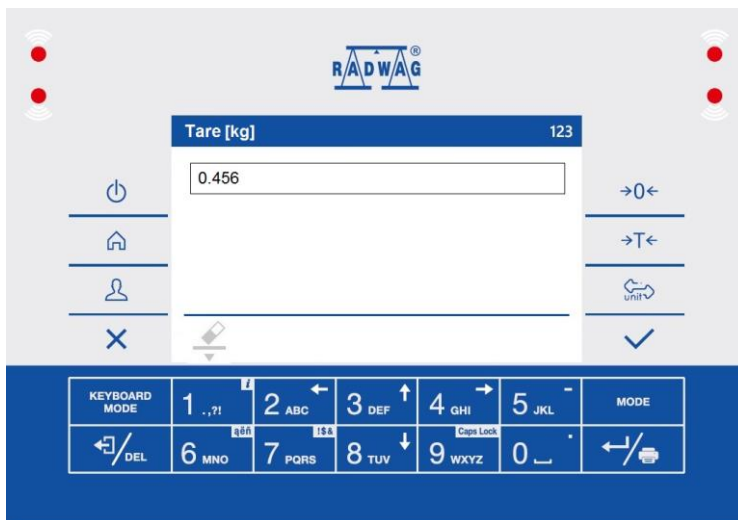 RADWAG®
Tare [kg] 123
0.456
→0←
→T←
unit
KEYBOARD MODE
1 .,?! i
2 ABC ←
3 DEF ↑
4 GHI →
5 JKL -
MODE
DEL
6 MNO ąêñ
7 PQRS !$&
8 TUV ↓
9 WXYZ Caps Lock
0 .